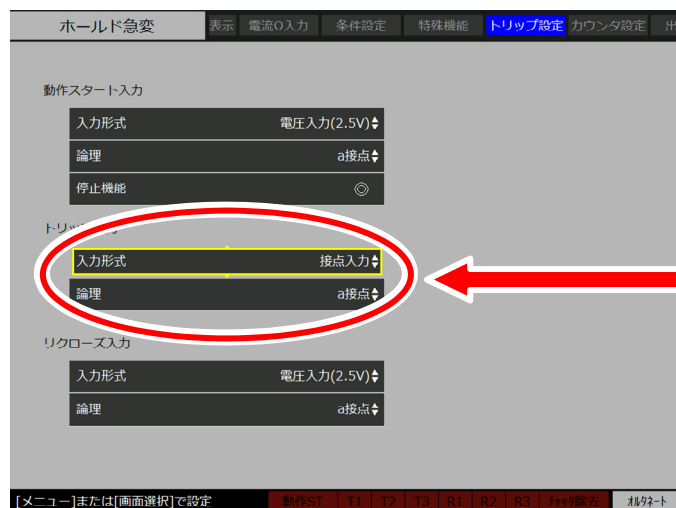 ホールド急変 表示 電流O入力 条件設定 特殊機能 トリップ設定 カウンタ設定
動作スタート入力
入力形式 電圧入力(2.5V)
論理 a接点
停止機能 ◎
入力形式 接点入力
論理 a接点
リクローズ入力
入力形式 電圧入力(2.5V)
論理 a接点
[メニュー]または[画面選択]で設定 動作ST T1 T2 T3 R1 R2 R3 ﾁｬｯﾀ除去 ｵﾙﾀﾈｰﾄ